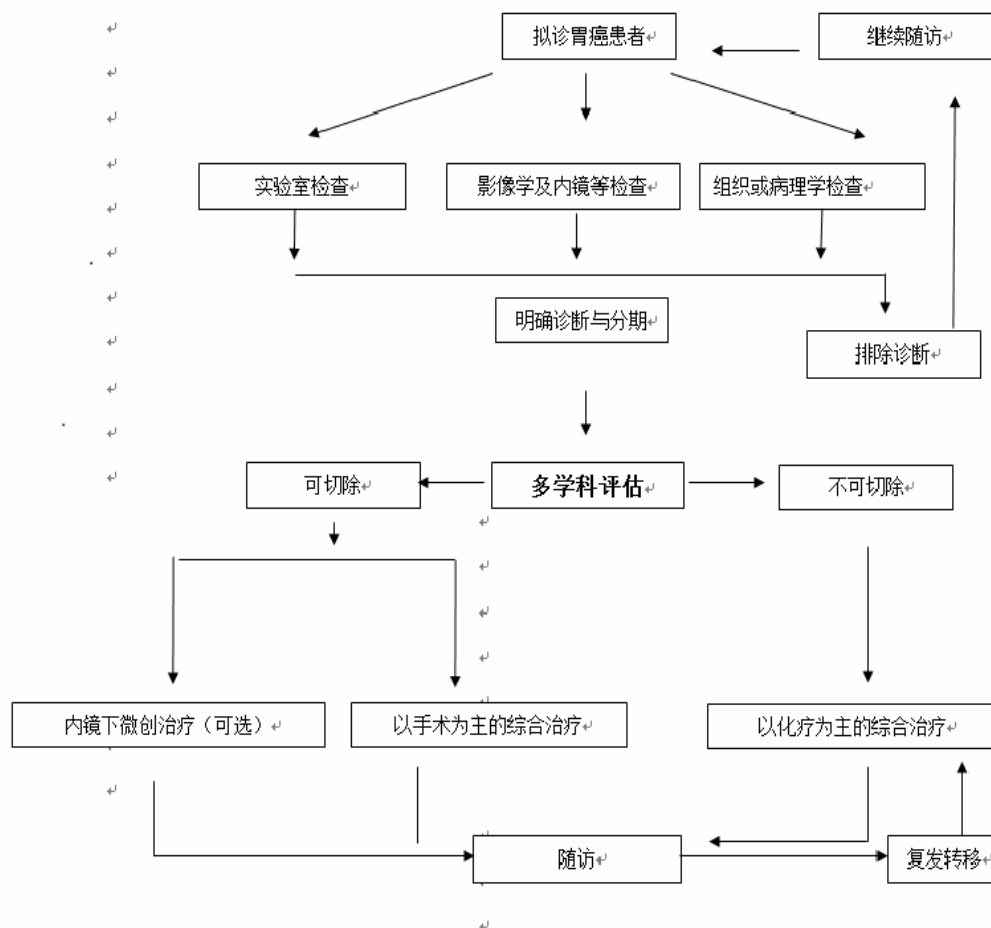 拟诊胃癌患者
继续随访
实验室检查
影像学及内镜等检查
组织或病理学检查
明确诊断与分期
排除诊断
可切除
多学科评估
不可切除
内镜下微创治疗（可选）
以手术为主的综合治疗
以化疗为主的综合治疗
随访
复发转移